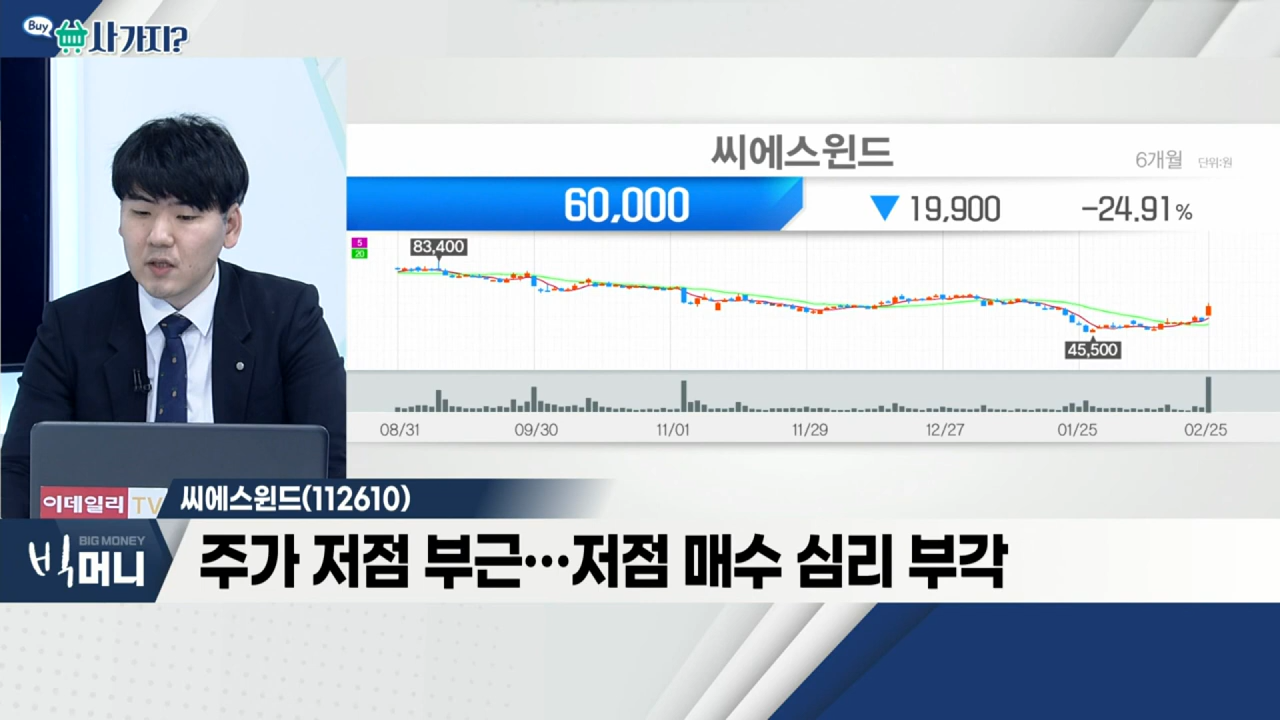 Buy 사가지?
씨에스윈드
6개월 단위:원
60,000
▼ 19,900
-24.91%
5
20
83,400
45,500
08/31 09/30 11/01 11/29 12/27 01/25 02/25
이데일리 TV
씨에스윈드(112610)
BIG MONEY
빅머니
주가 저점 부근…저점 매수 심리 부각